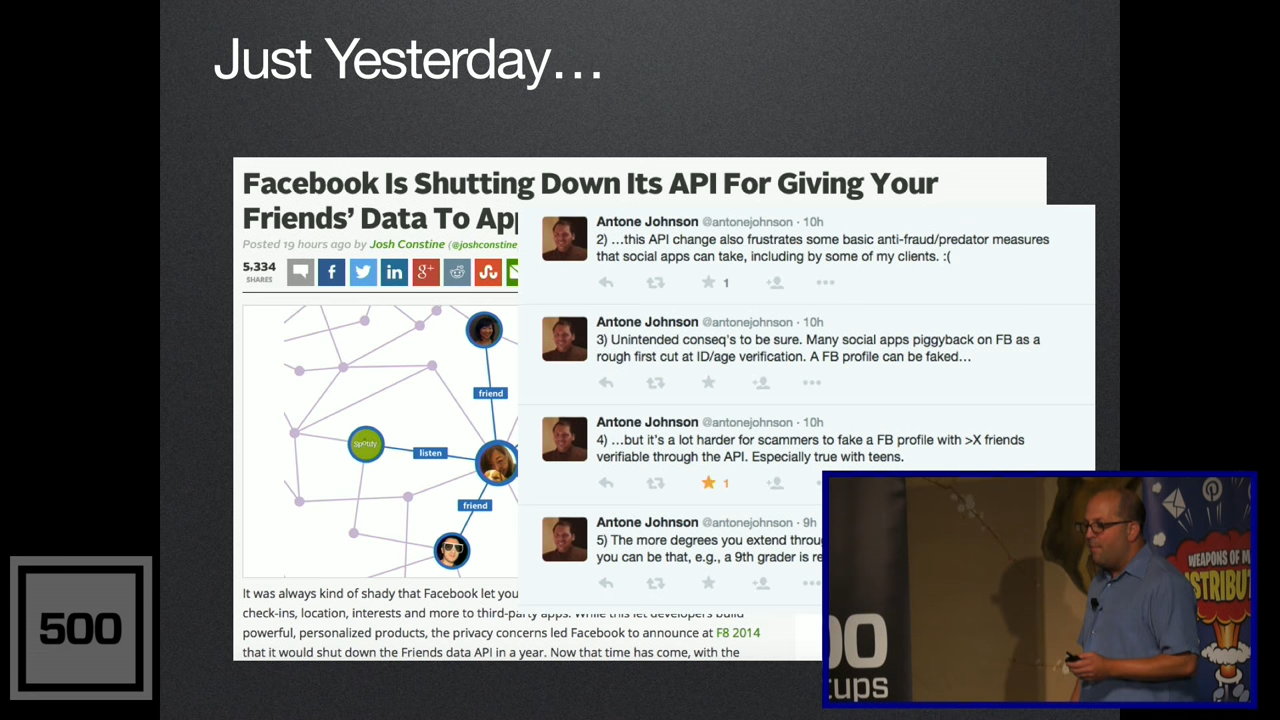 Just Yesterday…
Facebook Is Shutting Down Its API For Giving Your
Friends’ Data To
Posted 19 hours ago by Josh Constine (@joshconstine
5,334
SHARES
friend
Spotify
listen
friend
It was always kind of shady that Facebook let you
check-ins, location, interests and more to third-party apps. While this let developers build
powerful, personalized products, the privacy concerns led Facebook to announce at F8 2014
that it would shut down the Friends data API in a year. Now that time has come, with the
Antone Johnson @antonejohnson · 10h
2) …this API change also frustrates some basic anti-fraud/predator measures
that social apps can take, including by some of my clients. :(
1
Antone Johnson @antonejohnson · 10h
3) Unintended conseq's to be sure. Many social apps piggyback on FB as a
rough first cut at ID/age verification. A FB profile can be faked…
Antone Johnson @antonejohnson · 10h
4) …but it's a lot harder for scammers to fake a FB profile with >X friends
verifiable through the API. Especially true with teens.
1
Antone Johnson @antonejohnson · 9h
5) The more degrees you extend
you can be that, e.g., a 9th grader is
500
WEAPONS OF